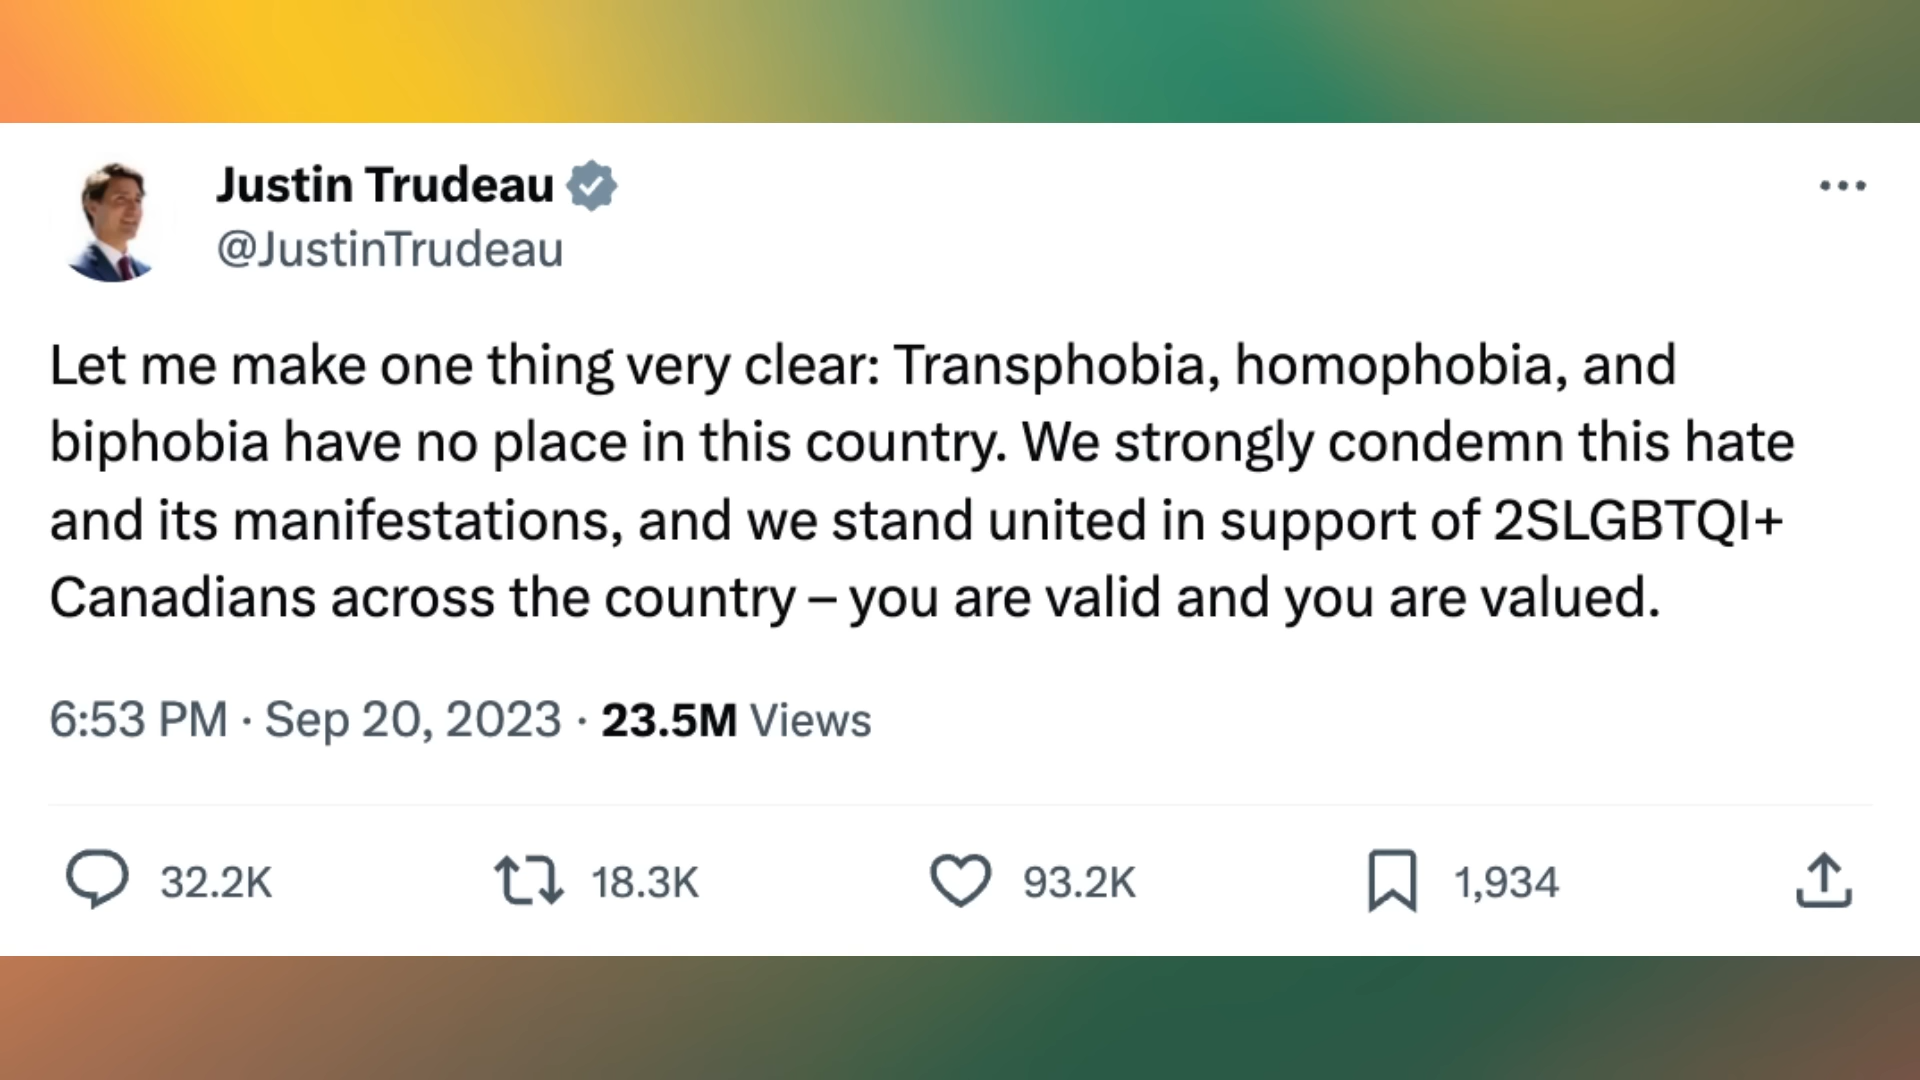 Justin Trudeau
@JustinTrudeau
Let me make one thing very clear: Transphobia, homophobia, and
biphobia have no place in this country. We strongly condemn this hate
and its manifestations, and we stand united in support of 2SLGBTQI+
Canadians across the country – you are valid and you are valued.
6:53 PM · Sep 20, 2023 · 23.5M Views
32.2K 18.3K 93.2K 1,934